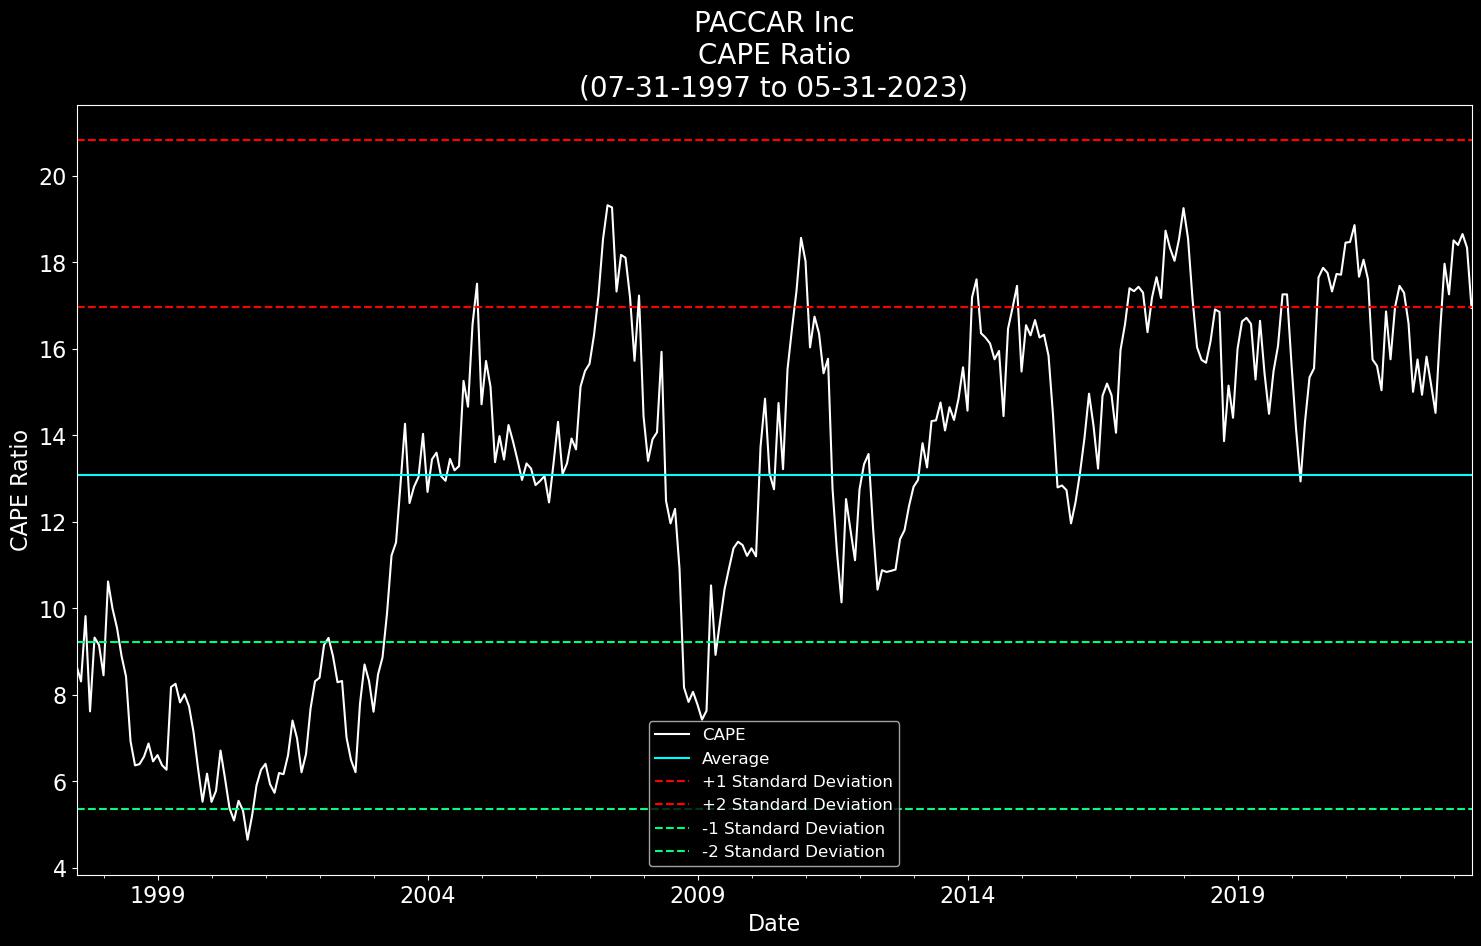 PACCAR Inc
CAPE Ratio
(07-31-1997 to 05-31-2023)
CAPE Ratio
20
18
16
14
12
10
8
6
4
CAPE
Average
+1 Standard Deviation
+2 Standard Deviation
-1 Standard Deviation
-2 Standard Deviation
1999
2004
2009
2014
2019
Date